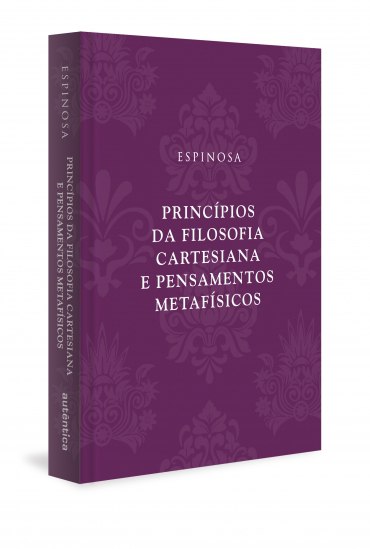 ESPINOSA
PRINCÍPIOS DA FILOSOFIA CARTESIANA
E PENSAMENTOS METAFÍSICOS
autêntica
ESPINOSA
PRINCÍPIOS
DA FILOSOFIA
CARTESIANA
E PENSAMENTOS
METAFÍSICOS